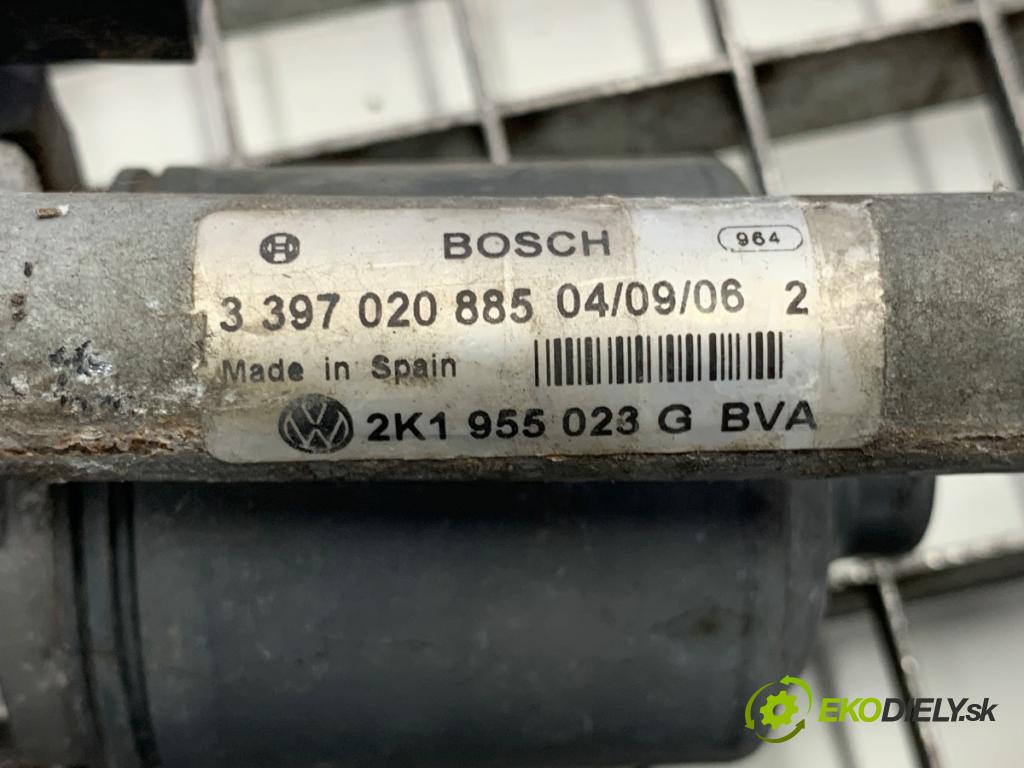 BOSCH 964
3 397 020 885 04/09/06 2
Made in Spain
VW 2K1 955 023 G BVA
EKODIELY.sk